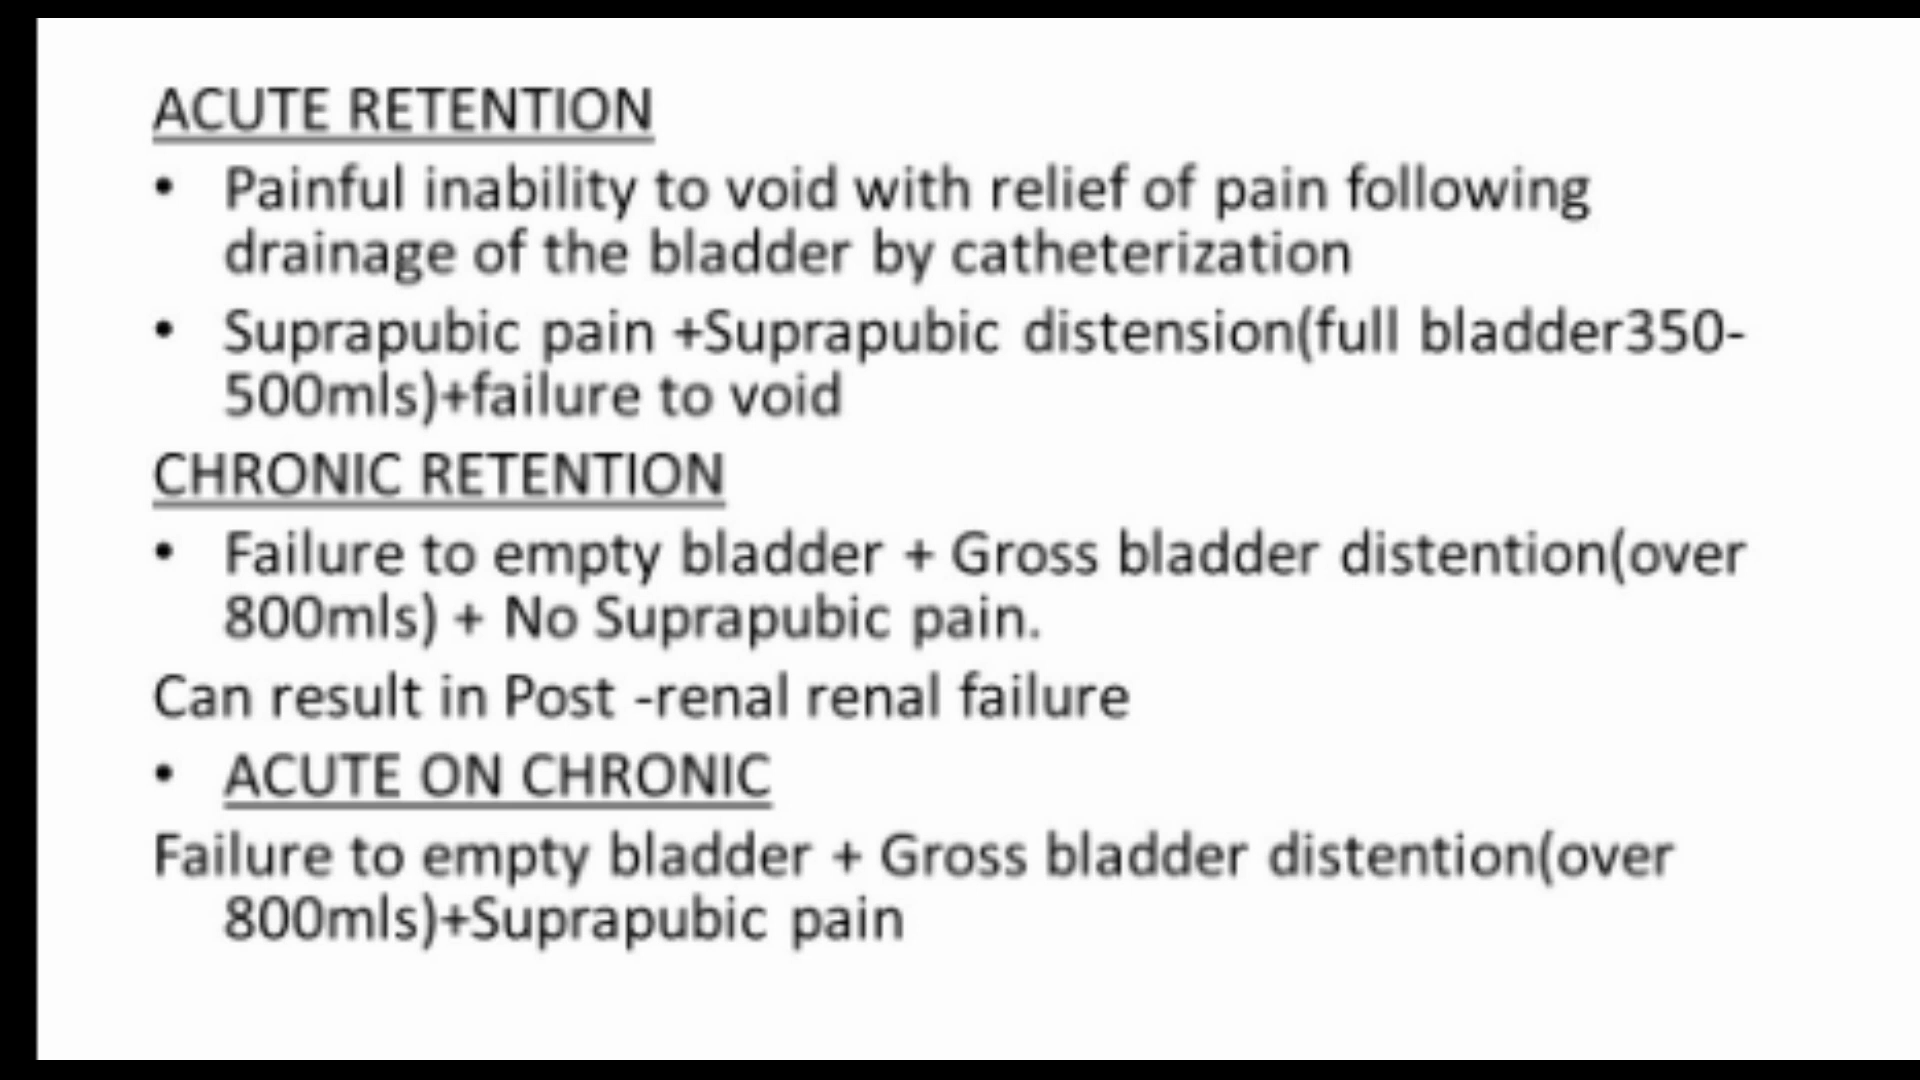 ACUTE RETENTION
• Painful inability to void with relief of pain following
drainage of the bladder by catheterization
• Suprapubic pain +Suprapubic distension(full bladder350-
500mls)+failure to void
CHRONIC RETENTION
• Failure to empty bladder + Gross bladder distention(over
800mls) + No Suprapubic pain.
Can result in Post -renal renal failure
• ACUTE ON CHRONIC
Failure to empty bladder + Gross bladder distention(over
800mls)+Suprapubic pain